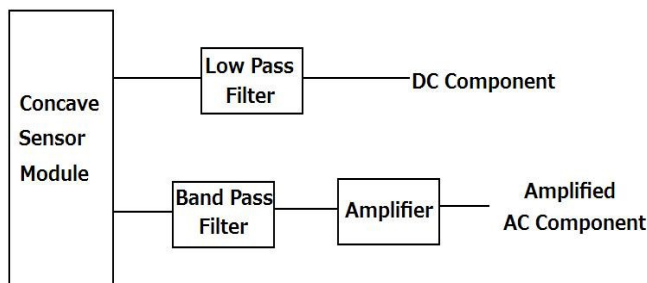 Concave
Sensor
Module
Low Pass
Filter
DC Component
Band Pass
Filter
Amplifier
Amplified
AC Component